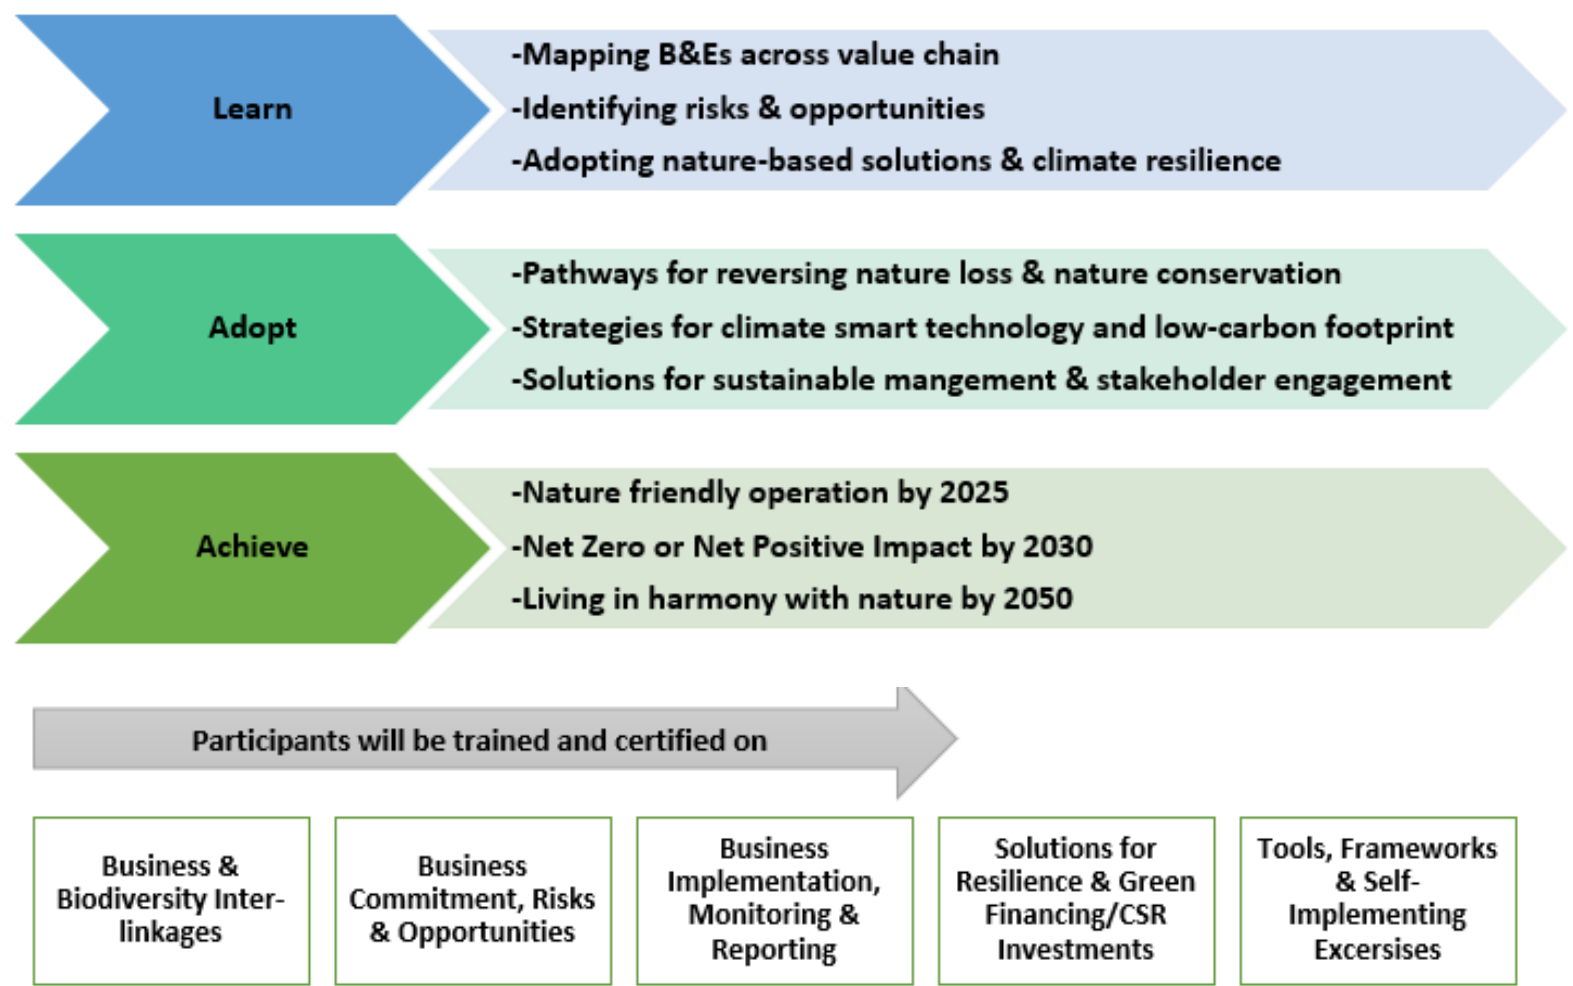 Learn
-Mapping B&Es across value chain
-Identifying risks & opportunities
-Adopting nature-based solutions & climate resilience
Adopt
-Pathways for reversing nature loss & nature conservation
-Strategies for climate smart technology and low-carbon footprint
-Solutions for sustainable mangement & stakeholder engagement
Achieve
-Nature friendly operation by 2025
-Net Zero or Net Positive Impact by 2030
-Living in harmony with nature by 2050
Participants will be trained and certified on
Business &
Biodiversity Inter-
linkages
Business
Commitment, Risks
& Opportunities
Business
Implementation,
Monitoring &
Reporting
Solutions for
Resilience & Green
Financing/CSR
Investments
Tools, Frameworks
& Self-
Implementing
Excersises